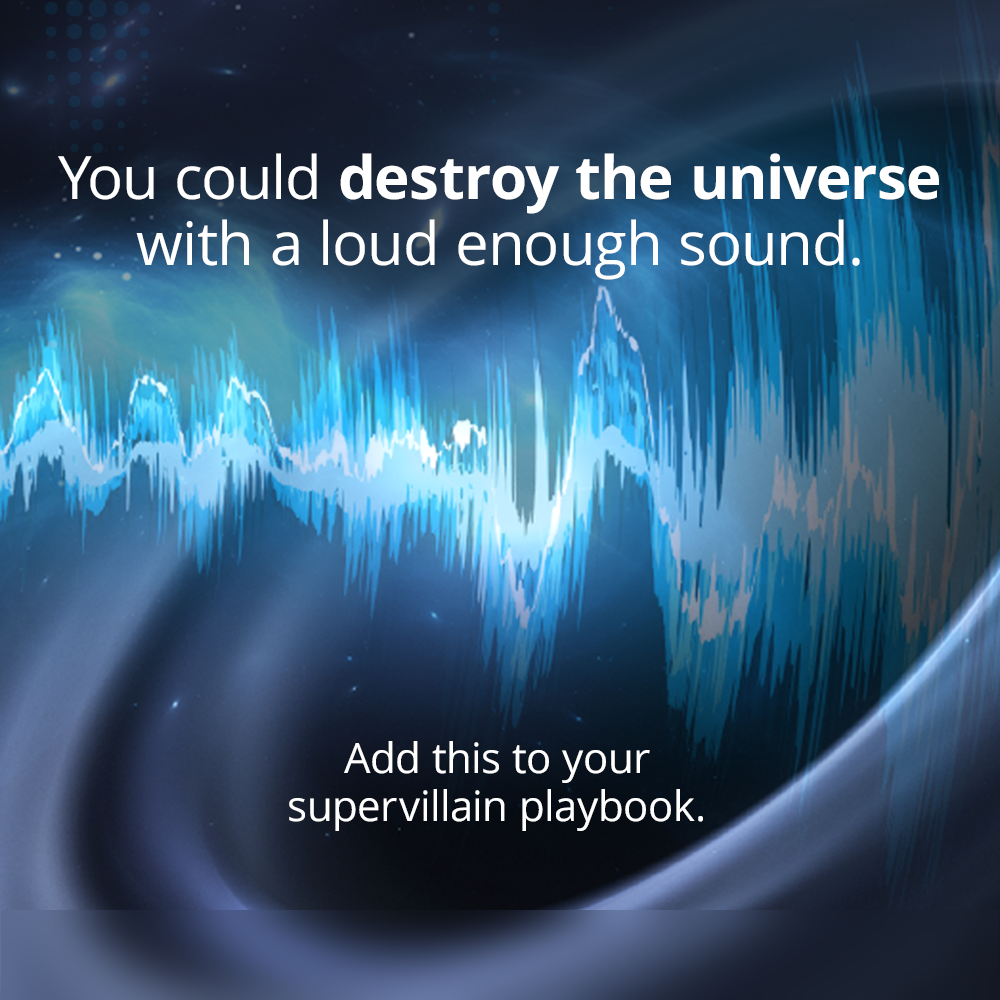 You could destroy the universe
with a loud enough sound.
Add this to your
supervillain playbook.